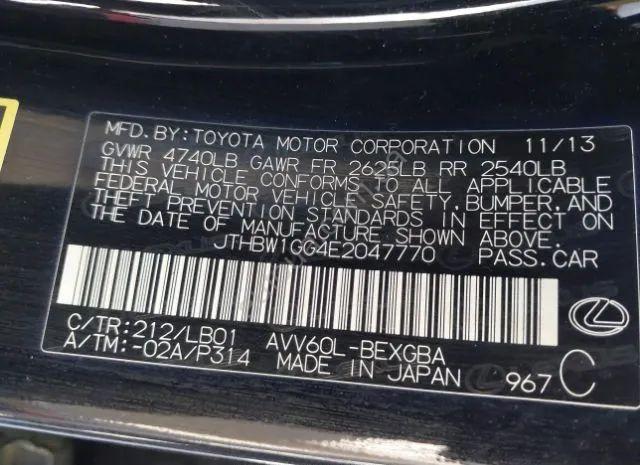 MFD.BY:TOYOTA MOTOR CORPORATION 11/13
GVWR 4740LB GAWR FR 2625LB RR 2540LB
THIS VEHICLE CONFORMS TO ALL APPLICABLE
FEDERAL MOTOR VEHICLE SAFETY,BUMPER,AND
THEFT PREVENTION STANDARDS IN EFFECT ON
THE DATE OF MANUFACTURE SHOWN ABOVE.
JTHBW1GG4E2047770 PASS.CAR
C/TR:212/LB01 AVV60L-BEXGBA
A/TM:-02A/P314 MADE IN JAPAN 967 C